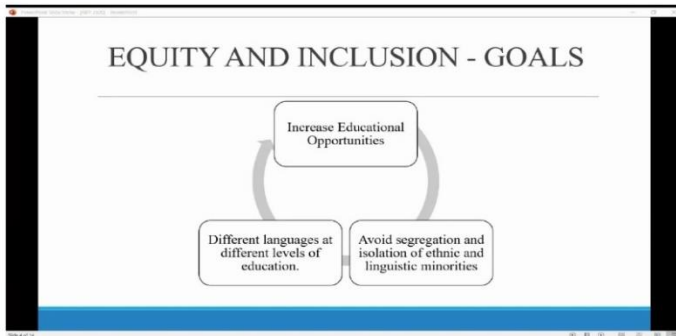 EQUITY AND INCLUSION - GOALS
Increase Educational
Opportunities
Different languages at
different levels of
education.
Avoid segregation and
isolation of ethnic and
linguistic minorities